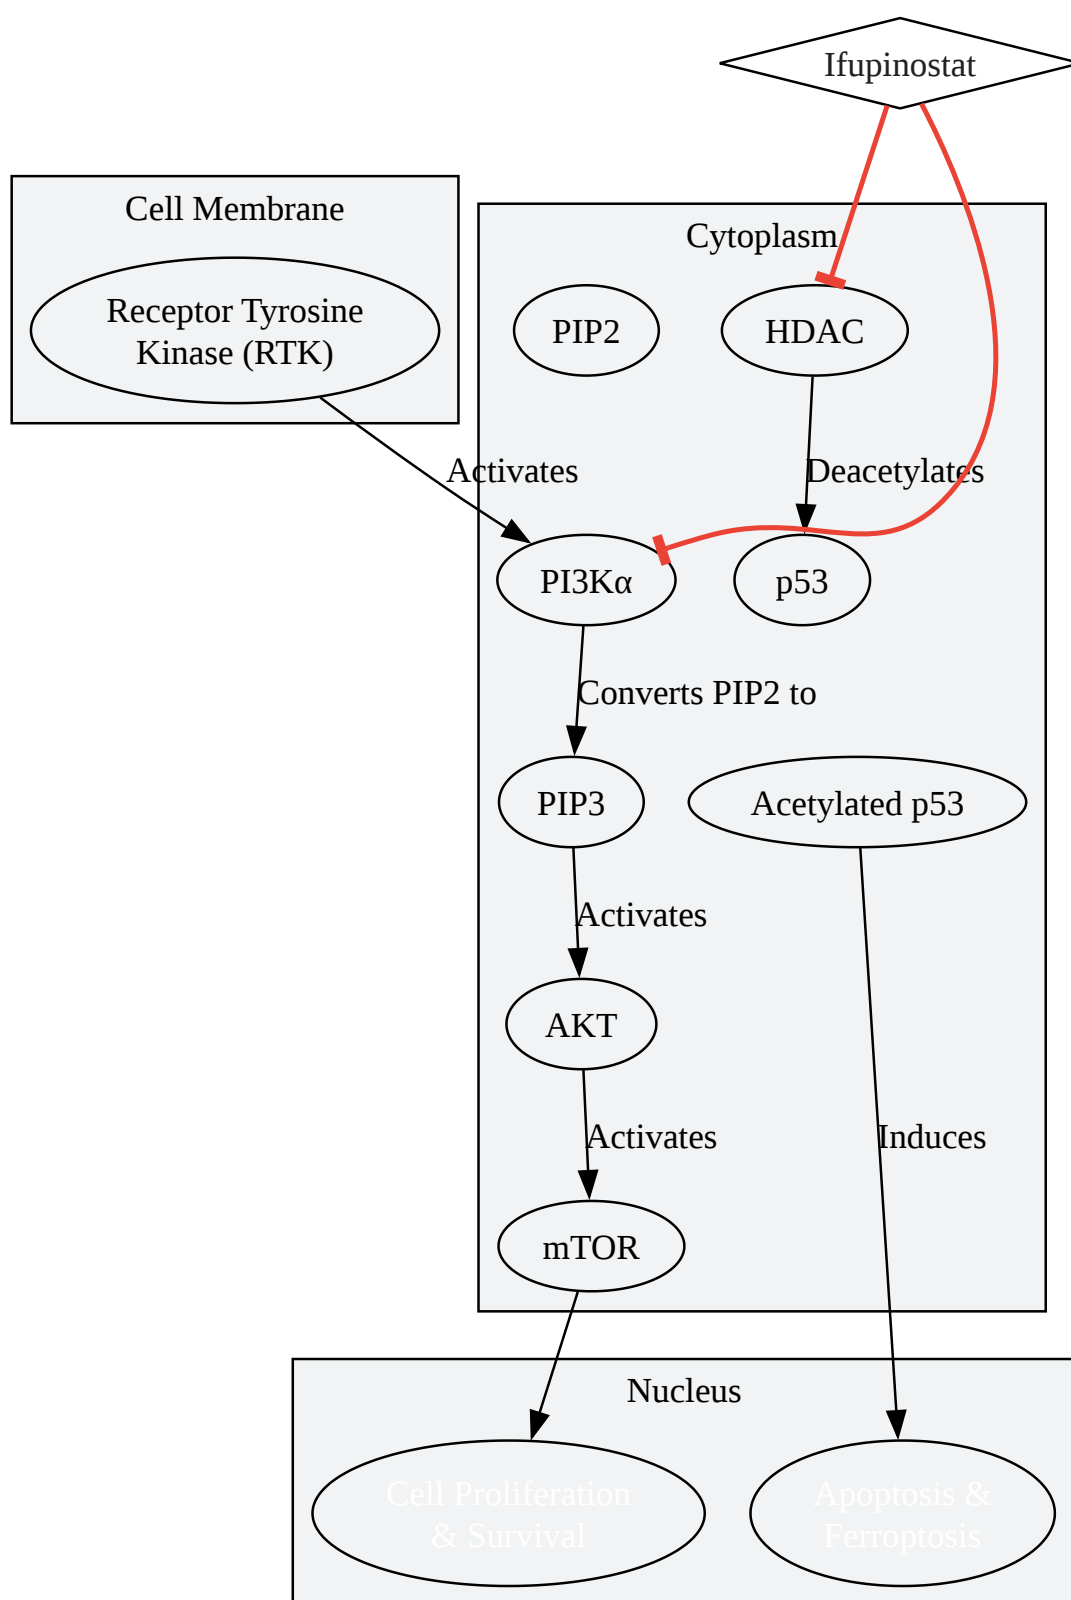 Ifupinostat
Cell Membrane
Receptor Tyrosine
Kinase (RTK)
Cytoplasm
PIP2
HDAC
Activates
Deacetylates
PI3Kα
p53
Converts PIP2 to
PIP3
Acetylated p53
Activates
AKT
Activates
Induces
mTOR
Nucleus
Cell Proliferation
& Survival
Apoptosis &
Ferroptosis